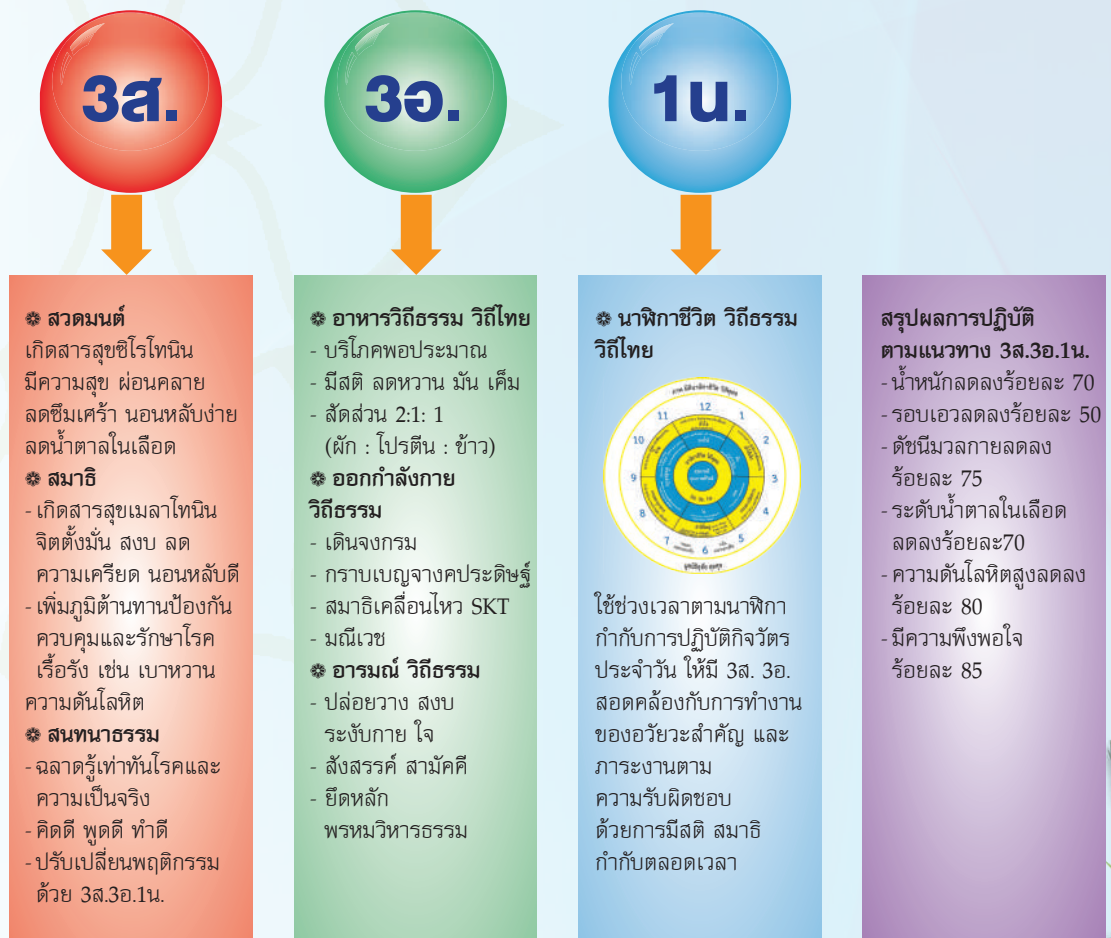 3ส.
3อ.
1น.
❁ สวดมนต์
เกิดสารสุขซิโรโทนิน
มีความสุข ผ่อนคลาย
ลดซึมเศร้า นอนหลับง่าย
ลดน้ำตาลในเลือด
❁ สมาธิ
- เกิดสารสุขเมลาโทนิน
จิตตั้งมั่น สงบ ลด
ความเครียด นอนหลับดี
- เพิ่มภูมิต้านทานป้องกัน
ควบคุมและรักษาโรค
เรื้อรัง เช่น เบาหวาน
ความดันโลหิต
❁ สนทนาธรรม
- ฉลาดรู้เท่าทันโรคและ
ความเป็นจริง
- คิดดี พูดดี ทำดี
- ปรับเปลี่ยนพฤติกรรม
ด้วย 3ส.3อ.1น.
❁ อาหารวิถีธรรม วิถีไทย
- บริโภคพอประมาณ
- มีสติ ลดหวาน มัน เค็ม
- สัดส่วน 2:1: 1
(ผัก : โปรตีน : ข้าว)
❁ ออกกำลังกาย
วิถีธรรม
- เดินจงกรม
- กราบเบญจางคประดิษฐ์
- สมาธิเคลื่อนไหว SKT
- มณีเวช
❁ อารมณ์ วิถีธรรม
- ปล่อยวาง สงบ
ระงับกาย ใจ
- สังสรรค์ สามัคคี
- ยึดหลัก
พรหมวิหารธรรม
❁ นาฬิกาชีวิต วิถีธรรม
วิถีไทย
12
1
2
3
4
5
6
7
8
9
10
11
ใช้ช่วงเวลาตามนาฬิกา
กำกับการปฏิบัติกิจวัตร
ประจำวัน ให้มี 3ส. 3อ.
สอดคล้องกับการทำงาน
ของอวัยวะสำคัญ และ
ภาระงานตาม
ความรับผิดชอบ
ด้วยการมีสติ สมาธิ
กำกับตลอดเวลา
สรุปผลการปฏิบัติ
ตามแนวทาง 3ส.3อ.1น.
- น้ำหนักลดลงร้อยละ 70
- รอบเอวลดลงร้อยละ 50
- ดัชนีมวลกายลดลง
ร้อยละ 75
- ระดับน้ำตาลในเลือด
ลดลงร้อยละ70
- ความดันโลหิตสูงลดลง
ร้อยละ 80
- มีความพึงพอใจ
ร้อยละ 85